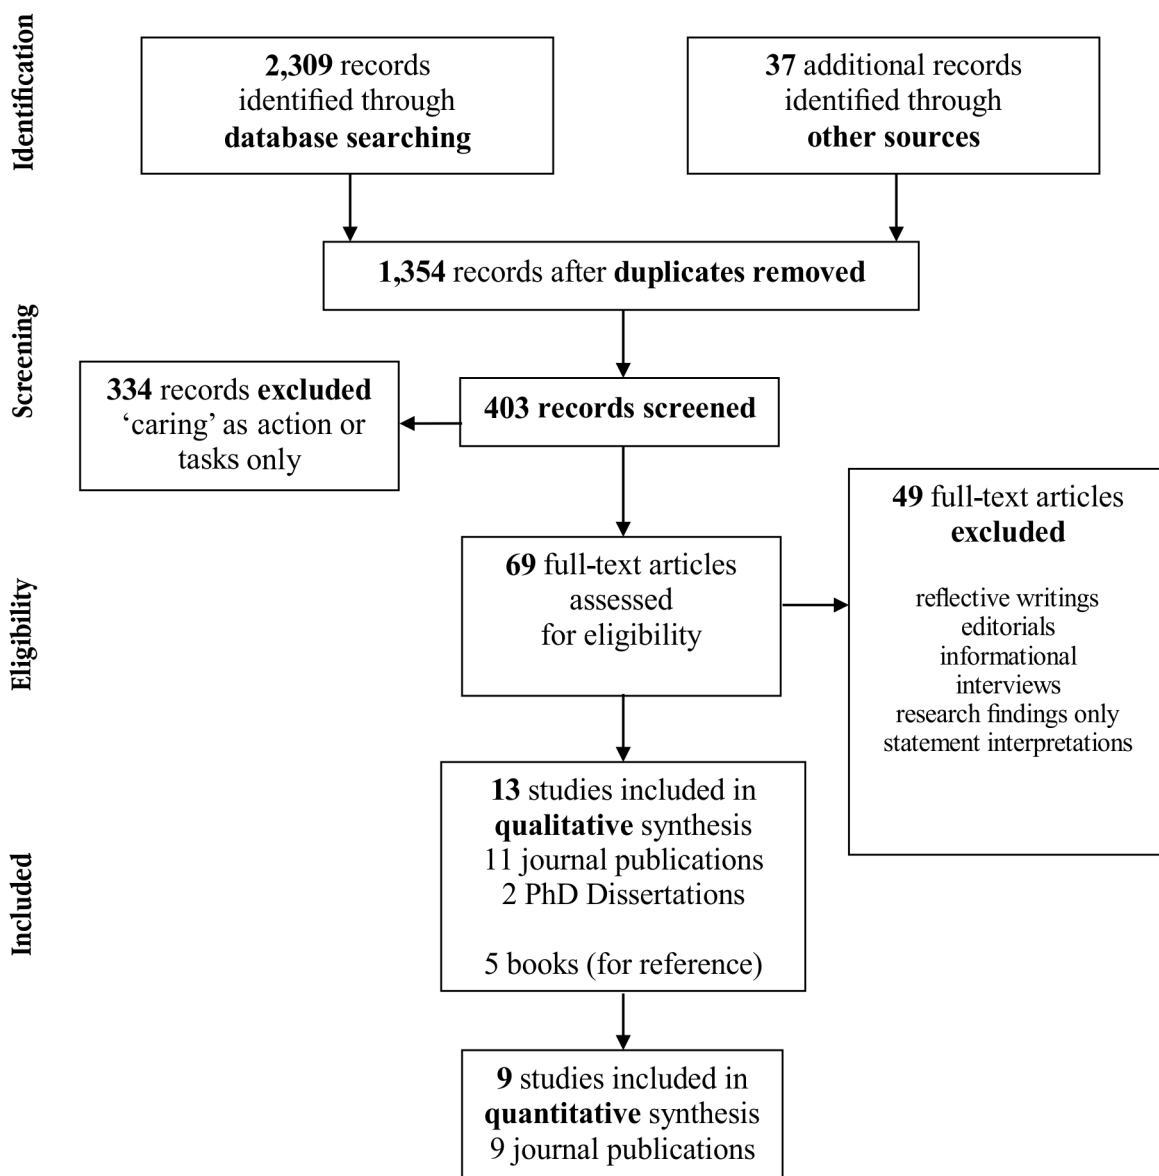 Identification
2,309 records
identified through
database searching
37 additional records
identified through
other sources
1,354 records after duplicates removed
Screening
334 records excluded
‘caring’ as action or
tasks only
403 records screened
Eligibility
69 full-text articles
assessed
for eligibility
49 full-text articles
excluded
reflective writings
editorials
informational
interviews
research findings only
statement interpretations
Included
13 studies included in
qualitative synthesis
11 journal publications
2 PhD Dissertations
5 books (for reference)
9 studies included in
quantitative synthesis
9 journal publications